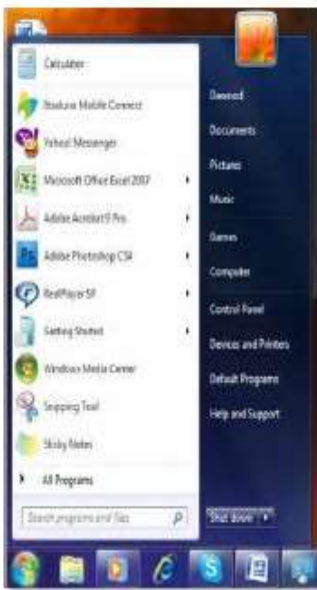 Calculator
Mobile Connect
Yahoo! Messenger
Microsoft Office Excel 2007
Adobe Acrobat 9 Pro
Ps Adobe Photoshop CS4
RealPlayer SP
Getting Started
Windows Media Center
Snipping Tool
Sticky Notes
All Programs
Search programs and files
Dawood
Documents
Pictures
Music
Games
Computer
Control Panel
Devices and Printers
Default Programs
Help and Support
Shut down